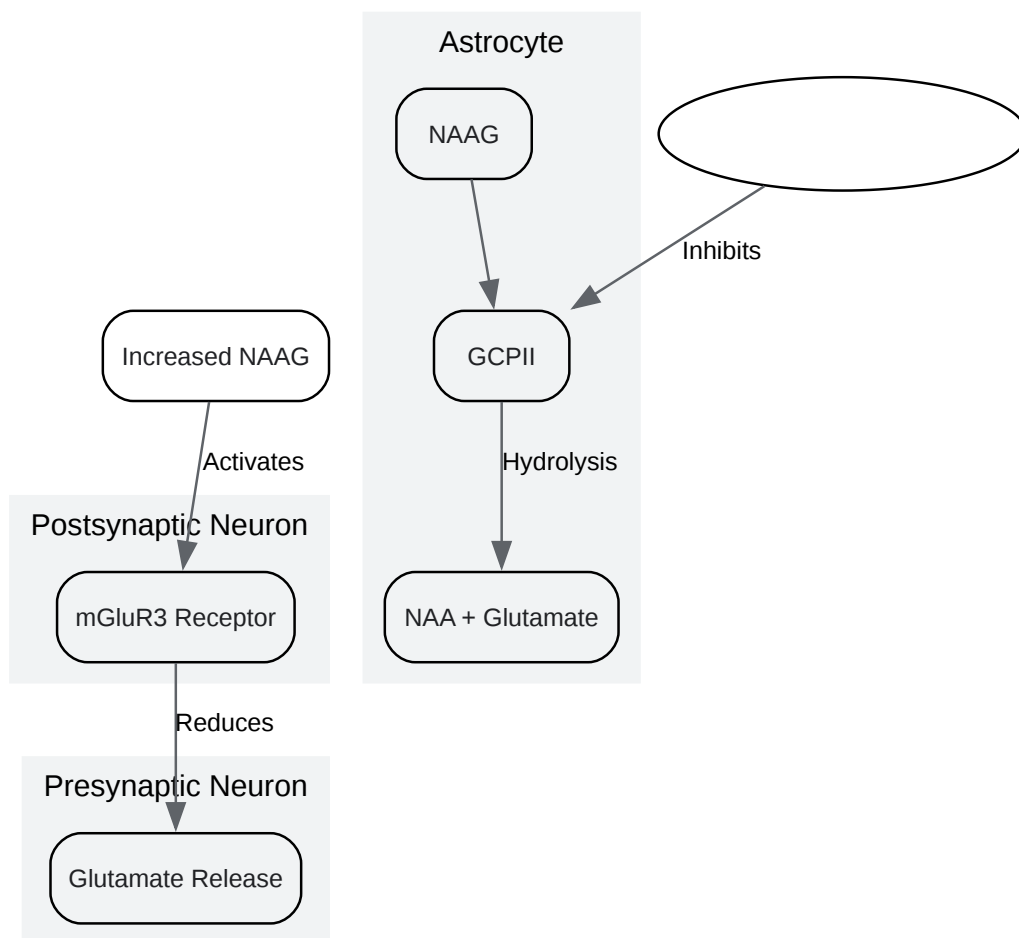 Astrocyte
NAAG
Inhibits
Increased NAAG
GCPII
Activates
Hydrolysis
Postsynaptic Neuron
mGluR3 Receptor
NAA + Glutamate
Reduces
Presynaptic Neuron
Glutamate Release